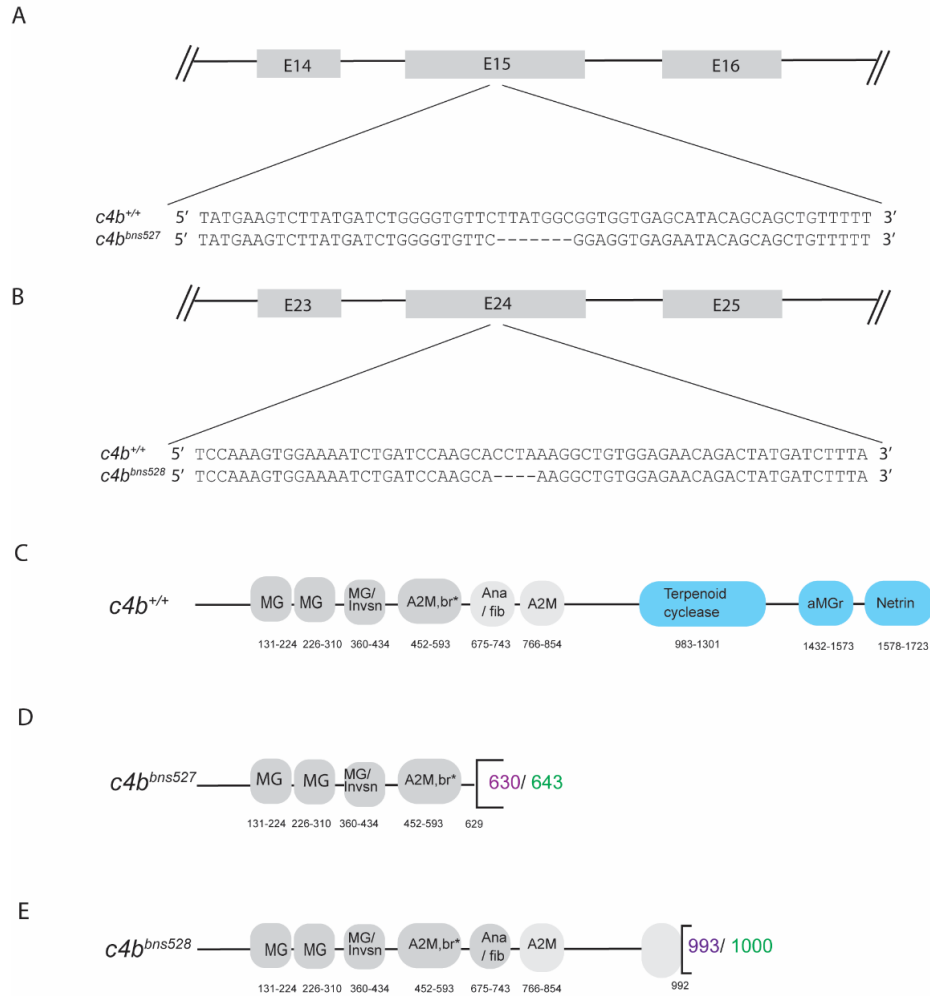 A
E14 E15 E16
c4b+/+ 5’ TATGAAGTCTTATGATCTGGGGTGTTCTTATGGCGGTGGTGAGCATACAGCAGCTGTTTTT 3’
c4bbns527 5’ TATGAAGTCTTATGATCTGGGGTGTTC-------GGAGGTGAGAATACAGCAGCTGTTTTT 3’
B
E23 E24 E25
c4b+/+ 5’ TCCAAAGTGGAAAATCTGATCCAAGCACCTAAAGGCTGTGGAGAACAGACTATGATCTTTA 3’
c4bbns528 5’ TCCAAAGTGGAAAATCTGATCCAAGCA----AAGGCTGTGGAGAACAGACTATGATCTTTA 3’
C
c4b+/+ MG MG MG/ Invsn A2M,br* Ana / fib A2M Terpenoid cyclease aMGr Netrin
131-224 226-310 360-434 452-593 675-743 766-854 983-1301 1432-1573 1578-1723
D
c4bbns527 MG MG MG/ Invsn A2M,br* 630/ 643
131-224 226-310 360-434 452-593 629
E
c4bbns528 MG MG MG/ Invsn A2M,br* Ana / fib A2M 993/ 1000
131-224 226-310 360-434 452-593 675-743 766-854 992